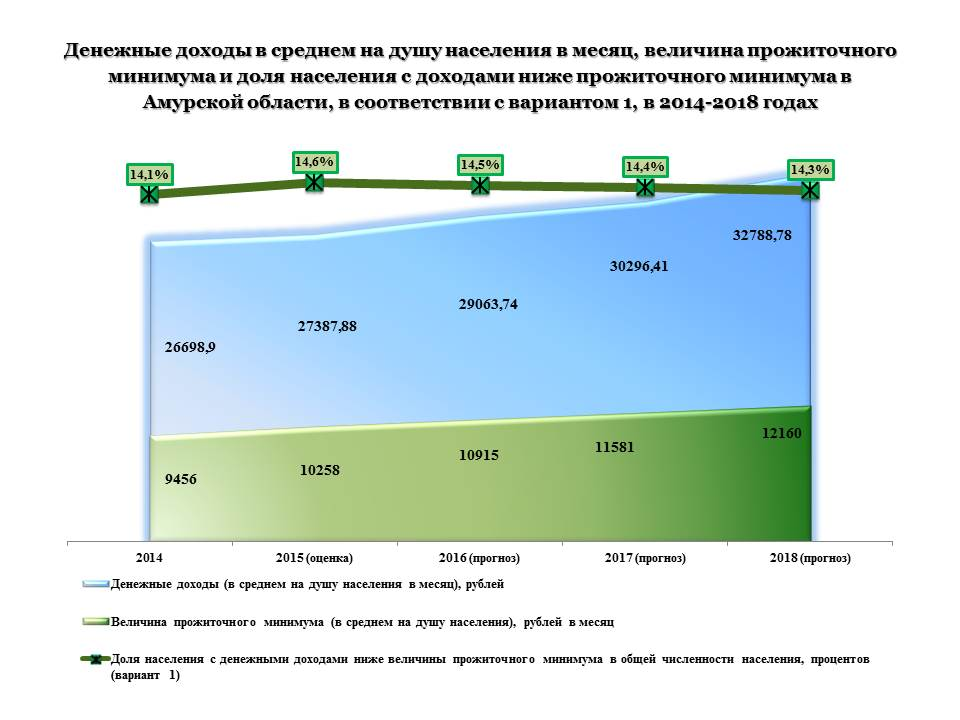 Денежные доходы в среднем на душу населения в месяц, величина прожиточного
минимума и доля населения с доходами ниже прожиточного минимума в
Амурской области, в соответствии с вариантом 1, в 2014-2018 годах
14,1%
14,6%
14,5%
14,4%
14,3%
26698,9
27387,88
29063,74
30296,41
32788,78
9456
10258
10915
11581
12160
2014
2015 (оценка)
2016 (прогноз)
2017 (прогноз)
2018 (прогноз)
Денежные доходы (в среднем на душу населения в месяц), рублей
Величина прожиточного минимума (в среднем на душу населения), рублей в месяц
Доля населения с денежными доходами ниже величины прожиточного минимума в общей численности населения, процентов
(вариант 1)